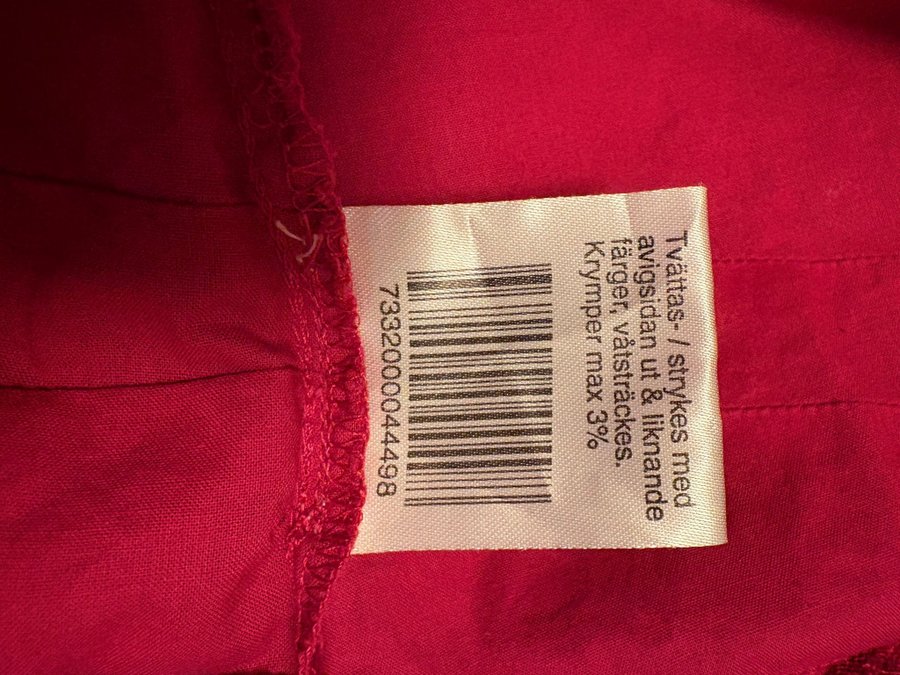 Tvättas- / strykes med
avigsidan ut & liknande
färger, våtsträckes.
Krymper max 3%
7332000044498